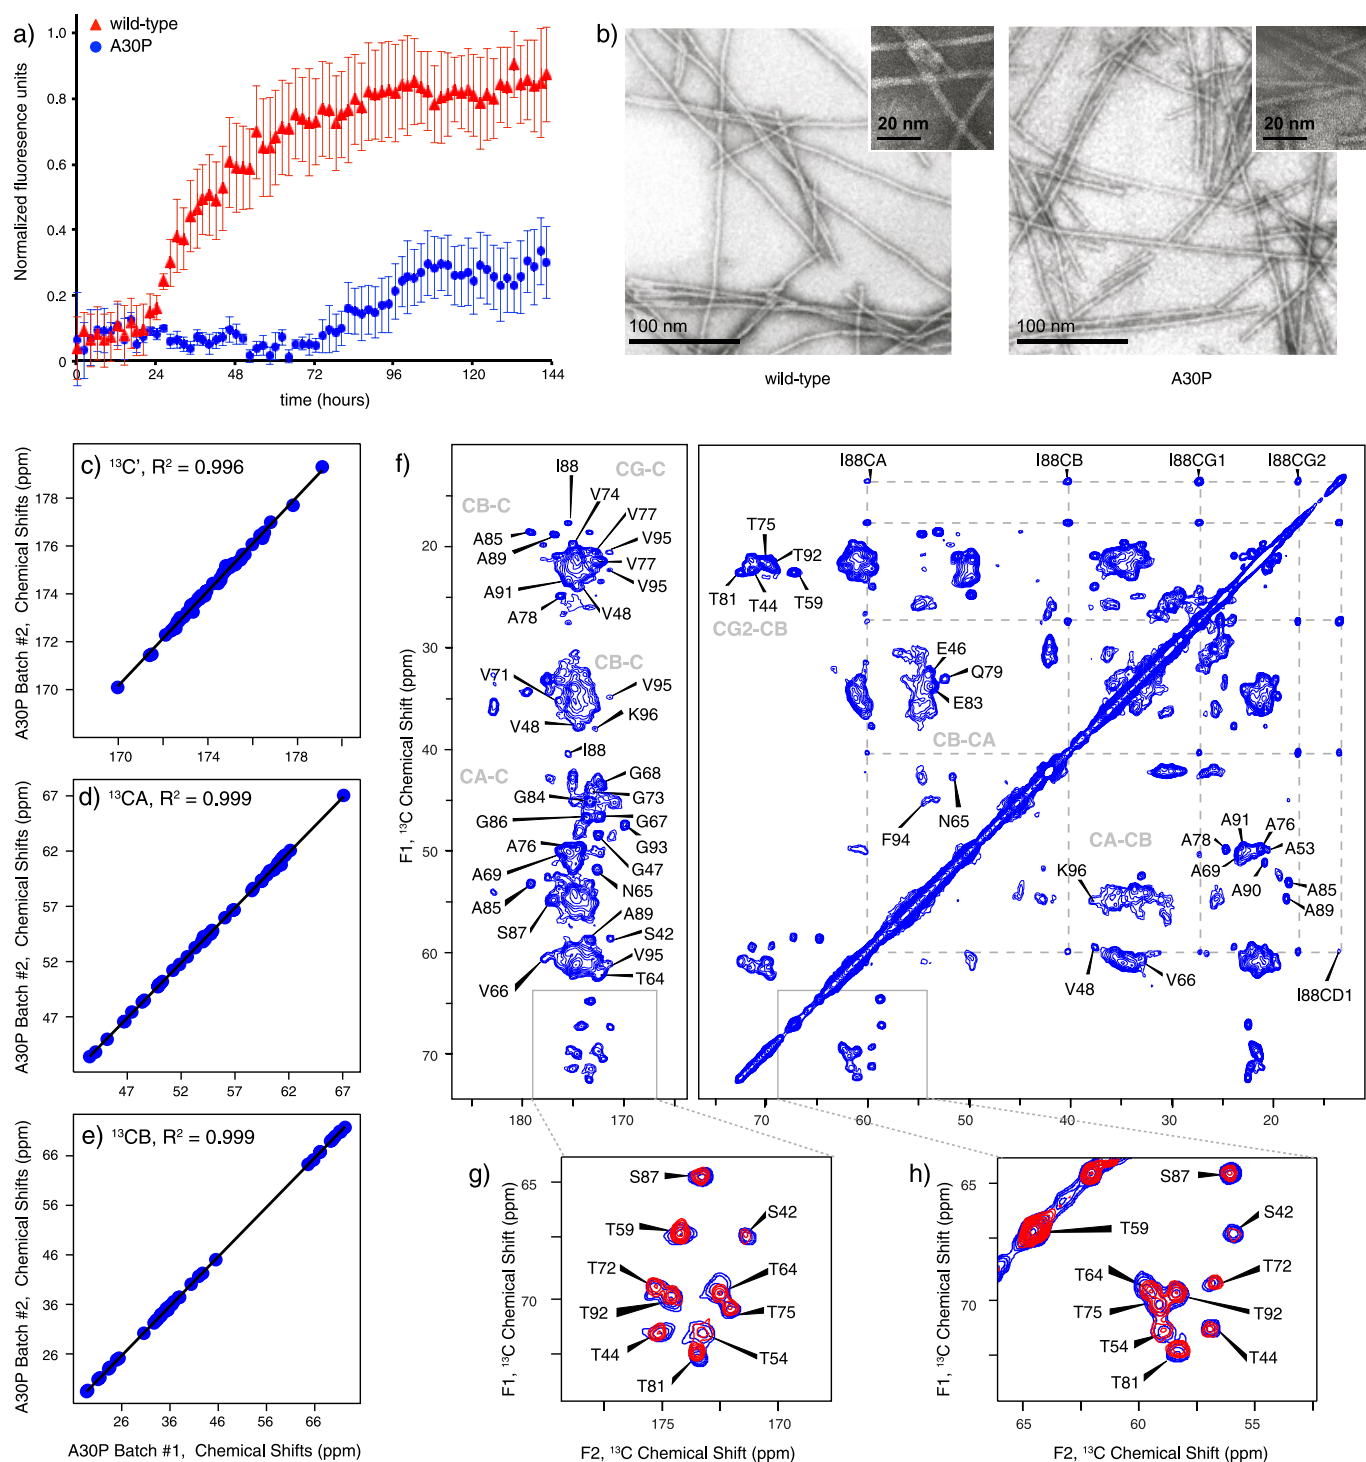 a)
wild-type
A30P
1.0
0.8
0.6
0.4
0.2
0
Normalized fluorescence units
0 24 48 72 96 120 144
time (hours)
b)
20 nm
100 nm
wild-type
20 nm
100 nm
A30P
c) ¹³C', R² = 0.996
178
176
174
172
170
170 174 178
A30P Batch #2, Chemical Shifts (ppm)
d) ¹³CA, R² = 0.999
67
62
57
52
47
47 52 57 62 67
A30P Batch #2, Chemical Shifts (ppm)
e) ¹³CB, R² = 0.999
66
56
46
36
26
26 36 46 56 66
A30P Batch #2, Chemical Shifts (ppm)
A30P Batch #1, Chemical Shifts (ppm)
f)
I88
CG-C
CB-C
V74
V77
A85
V95
A89
V77
V95
A91
A78
V48
CB-C
V71
V95
V48
K96
I88
CA-C
G68
G84
G73
G86
G67
A76
G93
G47
A69
N65
A85
A89
S87
S42
V95
V66
T64
20
30
40
50
60
70
F1, ¹³C Chemical Shift (ppm)
180 170
I88CA I88CB I88CG1 I88CG2
T75
T92
T81
T44
T59
CG2-CB
E46
Q79
E83
CB-CA
F94
N65
CA-CB
A91
A76
A78
A53
A69
A90
K96
A85
A89
V48
V66
I88CD1
70 60 50 40 30 20
g)
S87
T59
S42
T72
T64
T92
T75
T44
T54
T81
65
70
F1, ¹³C Chemical Shift (ppm)
175 170
F2, ¹³C Chemical Shift (ppm)
h)
S87
T59
S42
T72
T64
T75
T92
T54
T44
T81
65
70
F1, ¹³C Chemical Shift (ppm)
65 60 55
F2, ¹³C Chemical Shift (ppm)